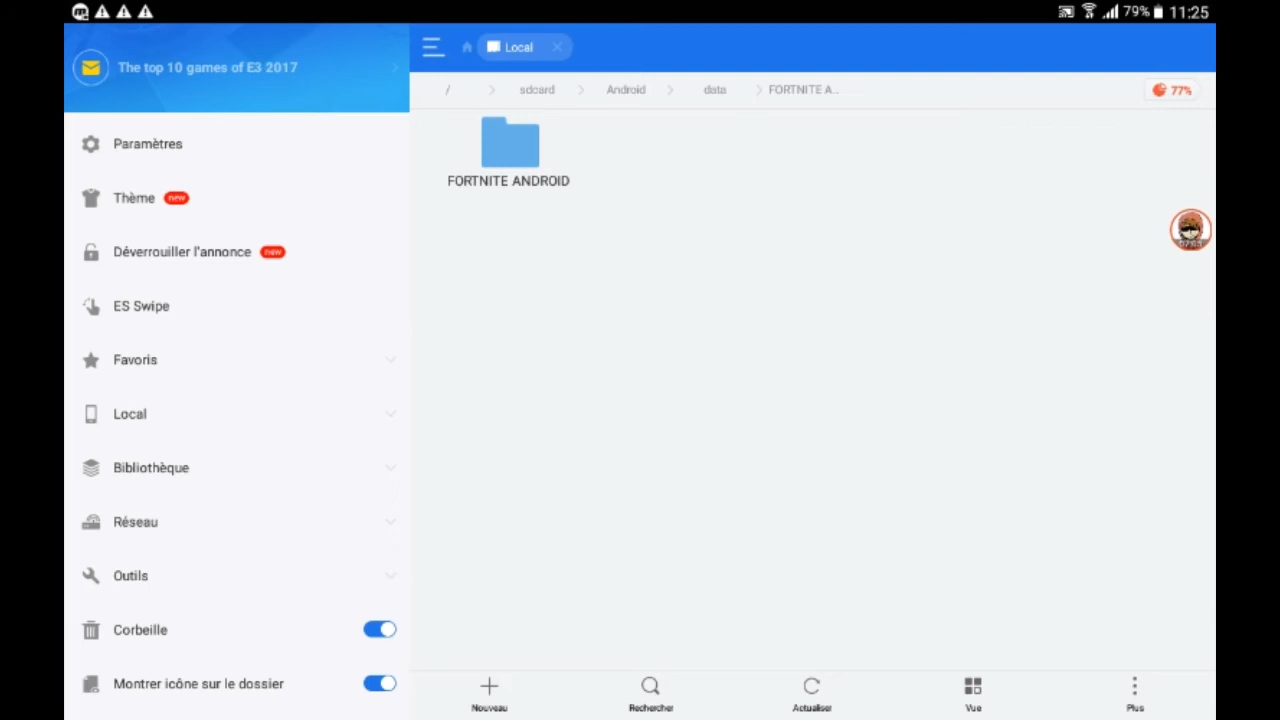 79% 11:25
The top 10 games of E3 2017
Local
/ sdcard Android data FORTNITE A...
77%
FORTNITE ANDROID
Paramètres
Thème new
Déverrouiller l'annonce new
ES Swipe
Favoris
Local
Bibliothèque
Réseau
Outils
Corbeille
Montrer icône sur le dossier
Nouveau
Rechercher
Actualiser
Vue
Plus